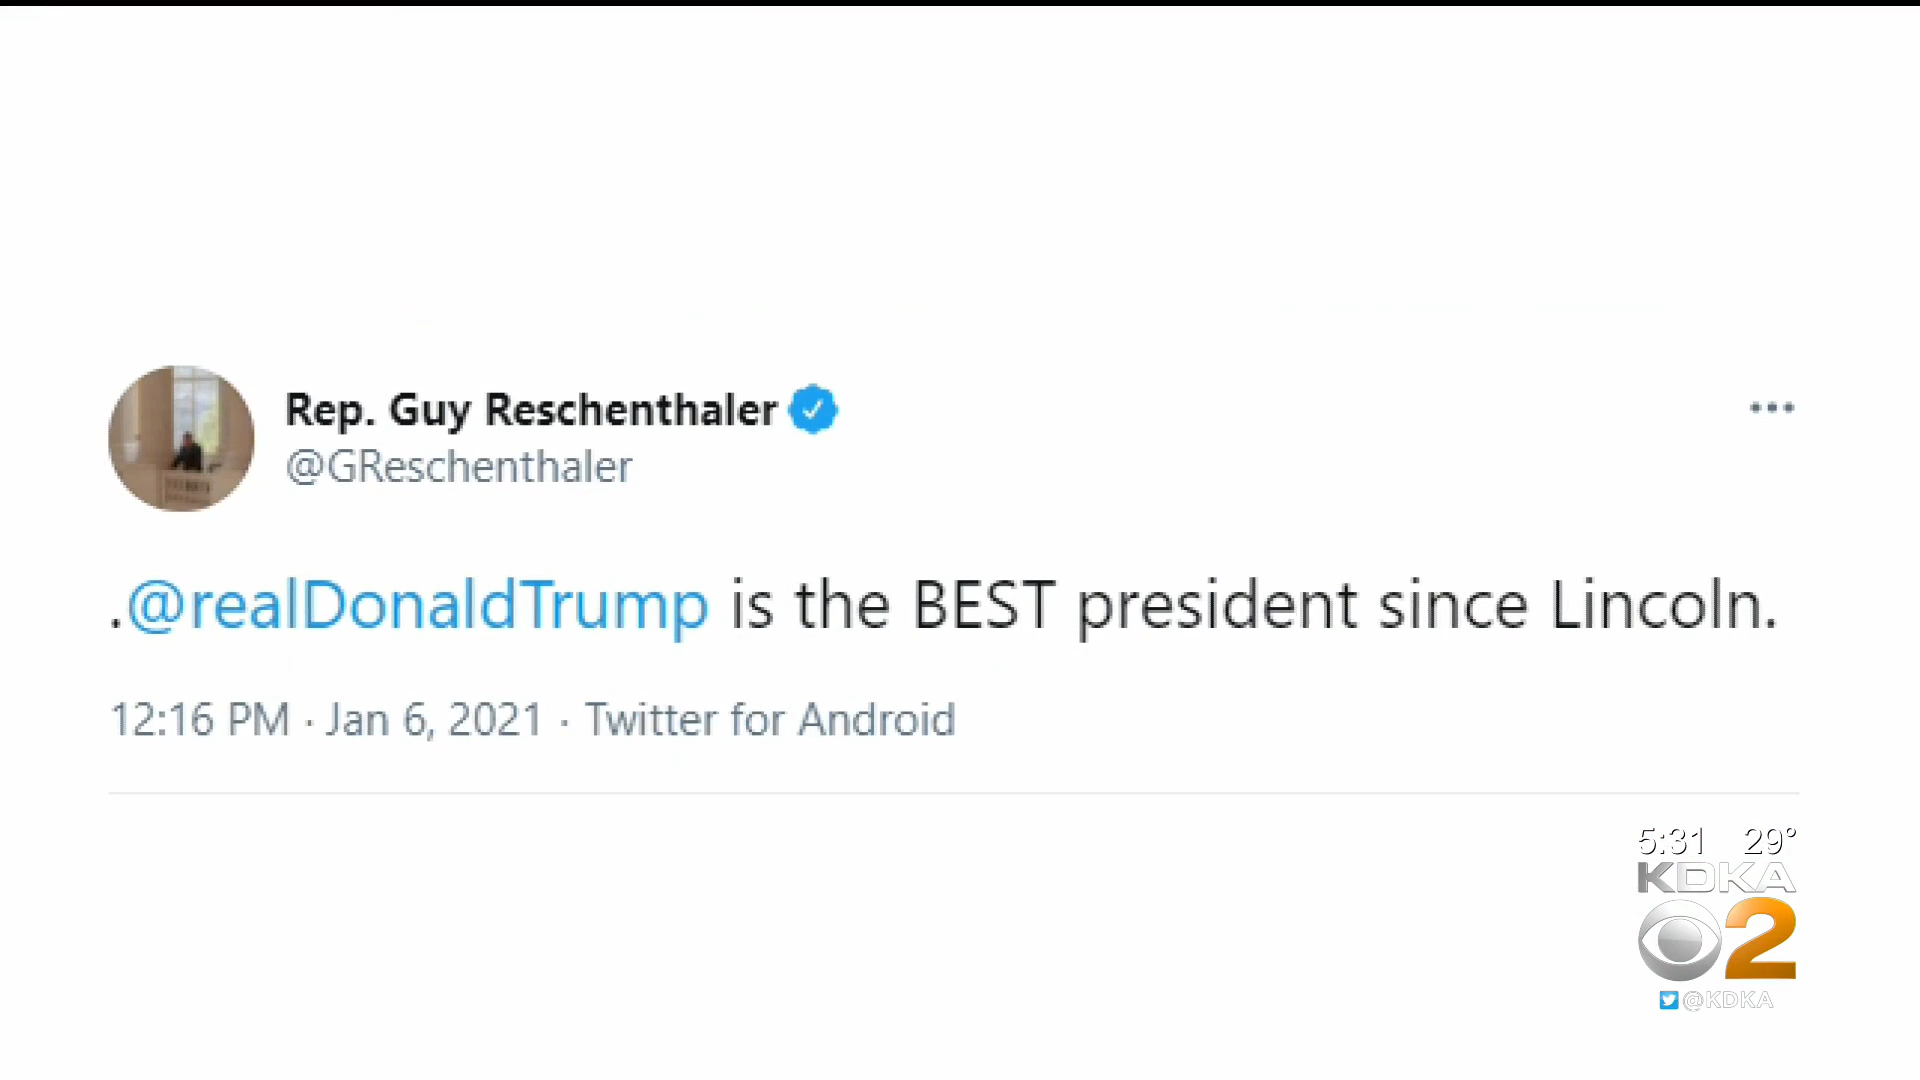 Rep. Guy Reschenthaler
@GReschenthaler
.@realDonaldTrump is the BEST president since Lincoln.
12:16 PM · Jan 6, 2021 · Twitter for Android
5:31 29°
KDKA
2
@KDKA